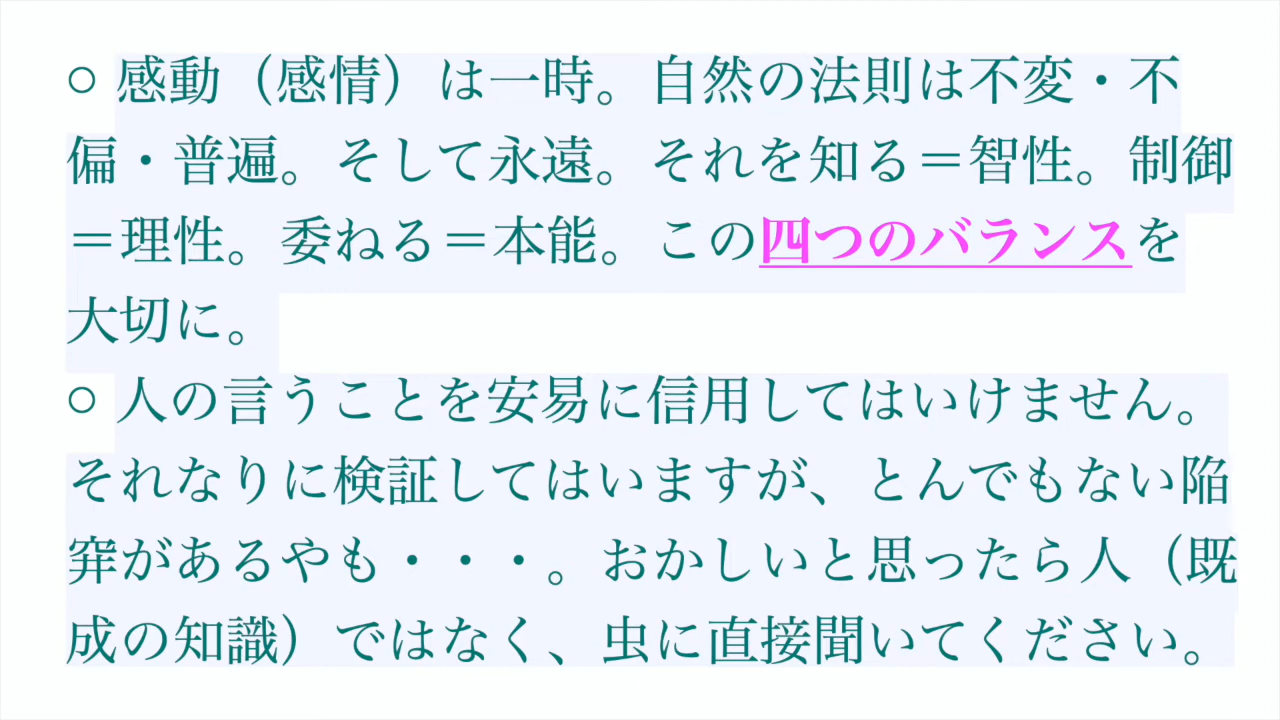 ○ 感動（感情）は一時。自然の法則は不変・不
偏・普遍。そして永遠。それを知る＝智性。制御
＝理性。委ねる＝本能。この四つのバランスを
大切に。
○ 人の言うことを安易に信用してはいけません。
それなりに検証してはいますが、とんでもない陥
穽があるやも・・・。おかしいと思ったら人（既
成の知識）ではなく、虫に直接聞いてください。